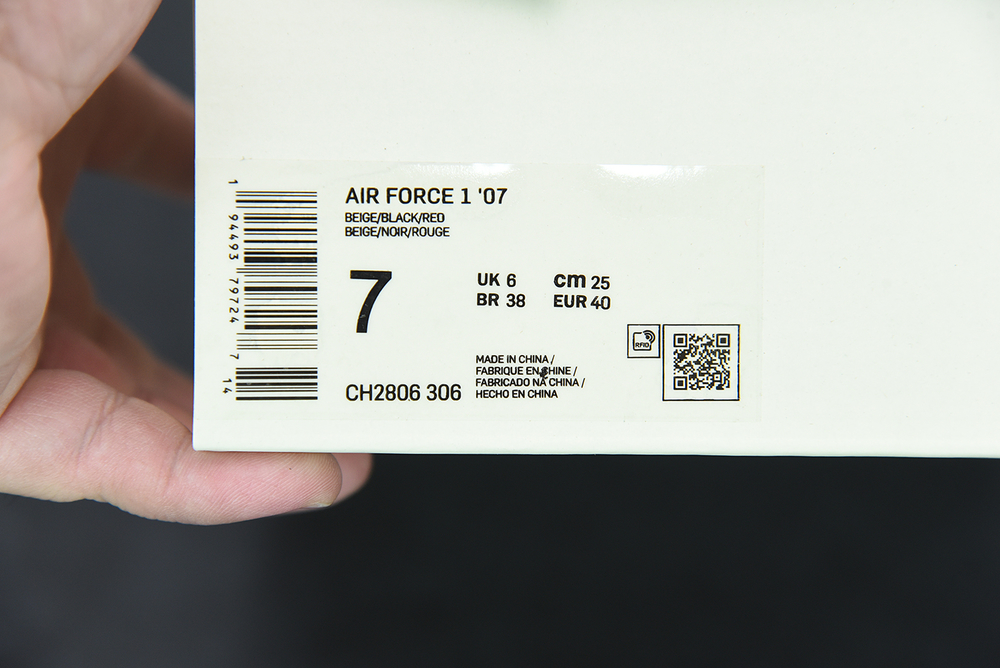 AIR FORCE 1 '07
BEIGE/BLACK/RED
BEIGE/NOIR/ROUGE
7
UK 6 cm 25
BR 38 EUR 40
MADE IN CHINA /
FABRIQUE EN CHINE /
FABRICADO NA CHINA /
HECHO EN CHINA
CH2806 306
RFID
1 94493 79724 7 14